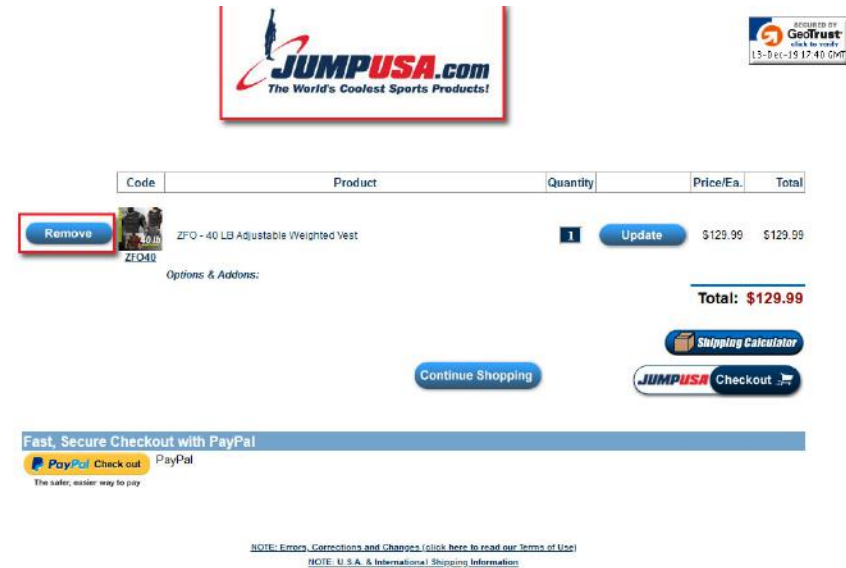 JUMPUSA.com
The World's Coolest Sports Products!
SECURED BY
GeoTrust
click to verify
13-Dec-19 17:40 GMT
Code Product Quantity Price/Ea. Total
Remove 40 lb ZFO - 40 LB Adjustable Weighted Vest 1 Update $129.99 $129.99
ZFO40
Options & Addons:
Total: $129.99
Shipping Calculator
Continue Shopping JUMPUSA Checkout
Fast, Secure Checkout with PayPal
PayPal Check out PayPal
The safer, easier way to pay
NOTE: Errors, Corrections and Changes (click here to read our Terms of Use)
NOTE: U.S.A. & International Shipping Information